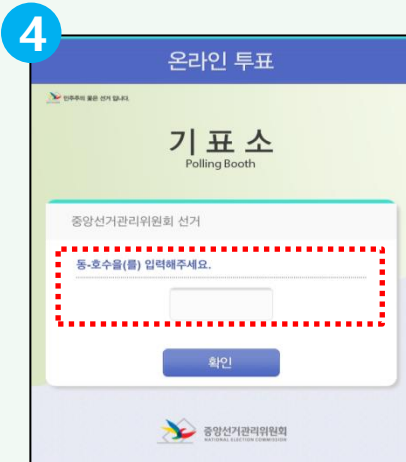 4
온라인 투표
민주주의 꽃은 선거 입니다.
기 표 소
Polling Booth
중앙선거관리위원회 선거
동-호수을(를) 입력해주세요.
확인
중앙선거관리위원회
NATIONAL ELECTION COMMISSION